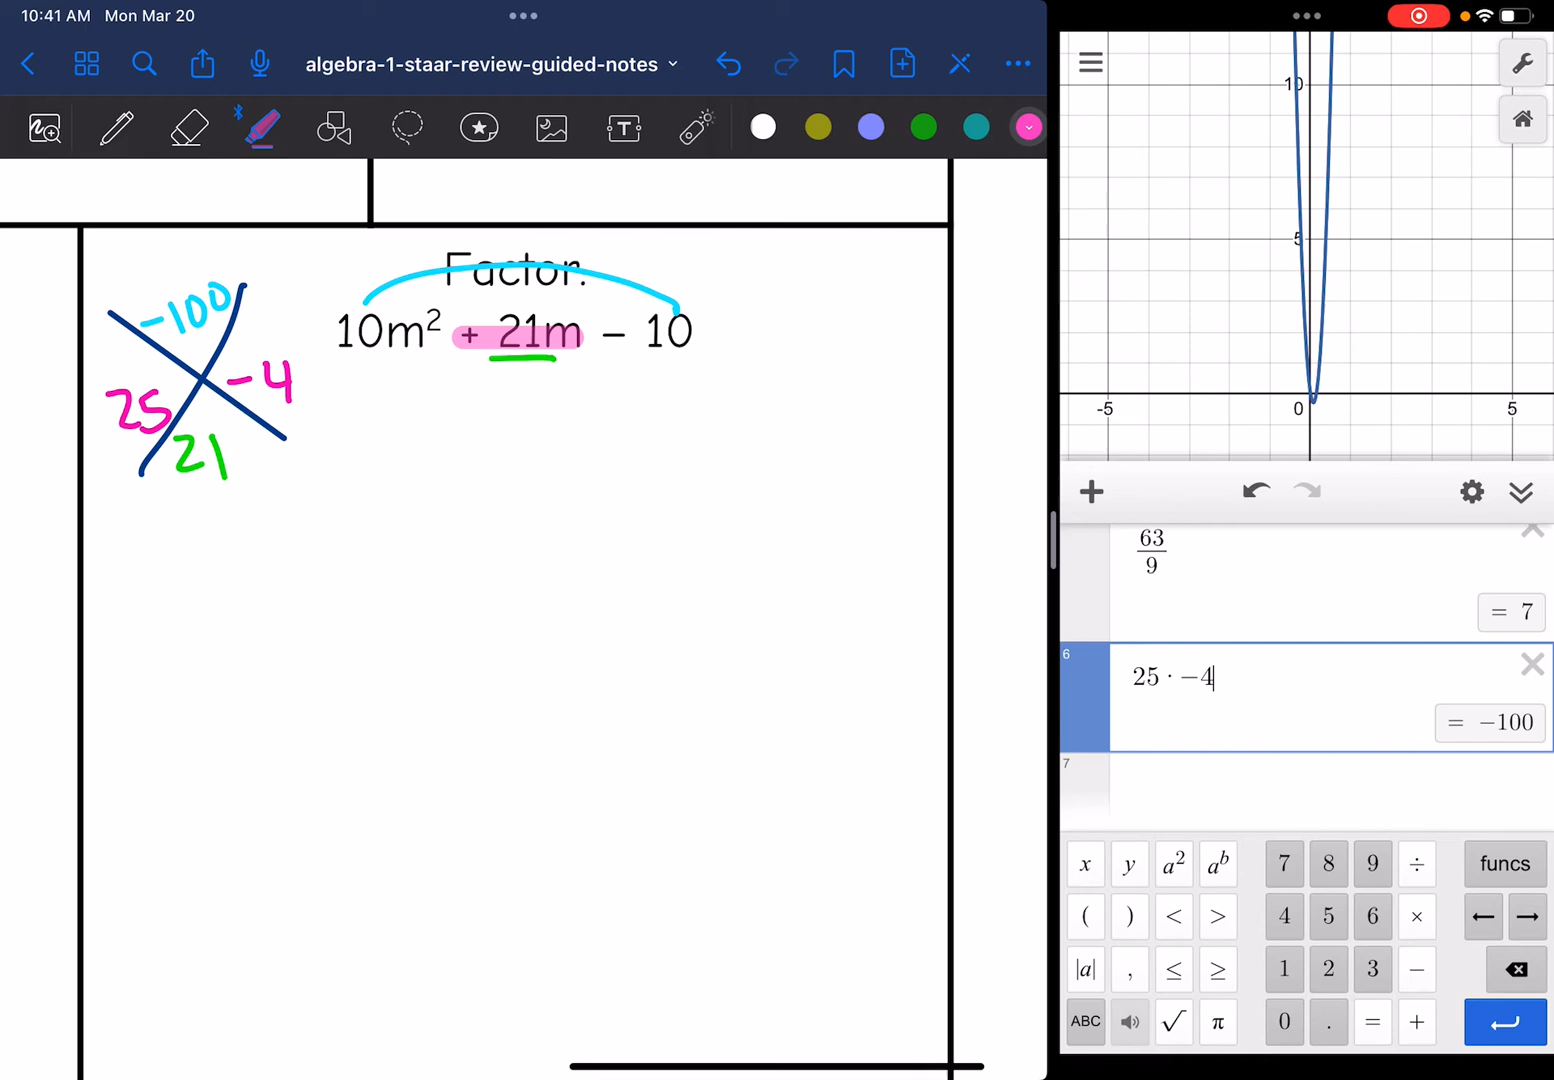 10:41 AM Mon Mar 20
algebra-1-staar-review-guided-notes
T
Factor.
10m² + 21m − 10
−100
25
−4
21
10
5
-5
0
5
63/9
= 7
6
25 · −4
= −100
7
x y a² aᵇ 7 8 9 ÷ funcs
( ) < > 4 5 6 × ← →
|a| , ≤ ≥ 1 2 3 −
ABC √ π 0 . = +